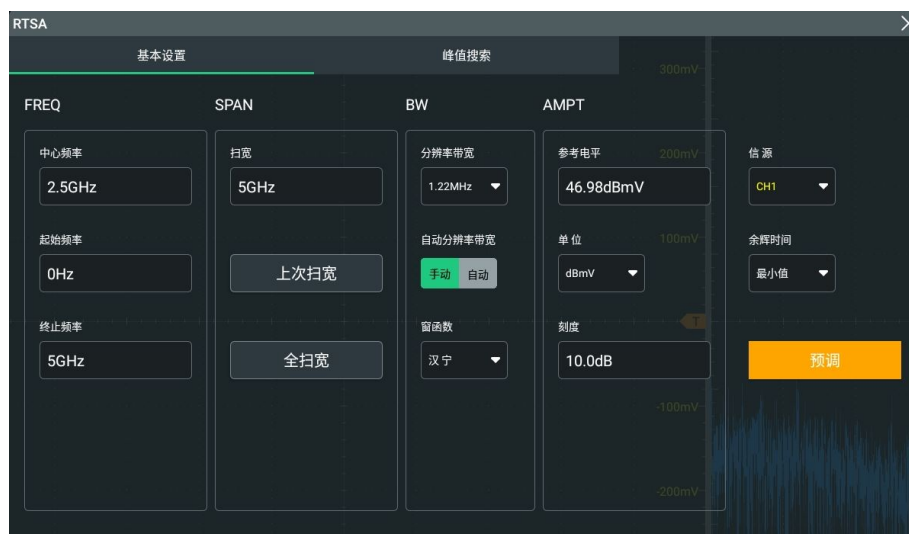 RTSA
基本设置
峰值搜索
300mV
FREQ
SPAN
BW
AMPT
中心频率
扫宽
分辨率带宽
参考电平
200mV
信源
2.5GHz
5GHz
1.22MHz
46.98dBmV
CH1
起始频率
自动分辨率带宽
单位
100mV
余辉时间
0Hz
上次扫宽
手动
自动
dBmV
最小值
终止频率
窗函数
刻度
T
5GHz
全扫宽
汉宁
10.0dB
预调
-100mV
-200mV